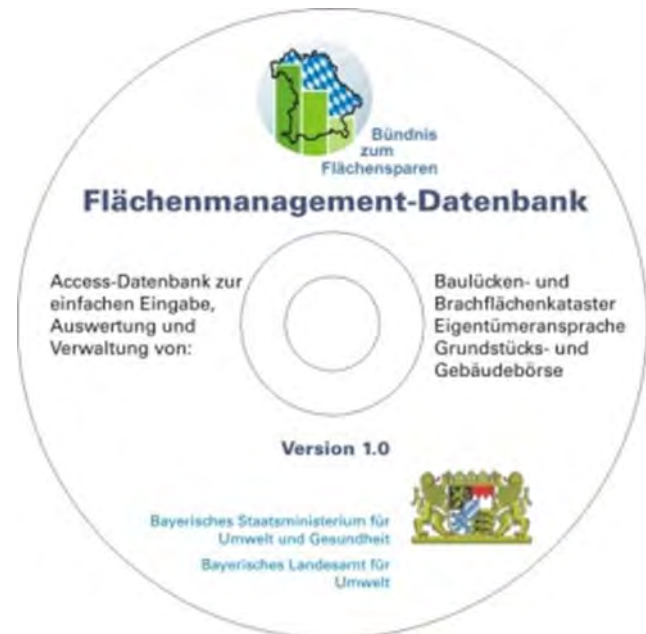 Bündnis
zum
Flächensparen
Flächenmanagement-Datenbank
Access-Datenbank zur
einfachen Eingabe,
Auswertung und
Verwaltung von:
Baulücken- und
Brachflächenkataster
Eigentümeransprache
Grundstücks- und
Gebäudebörse
Version 1.0
Bayerisches Staatsministerium für
Umwelt und Gesundheit
Bayerisches Landesamt für
Umwelt